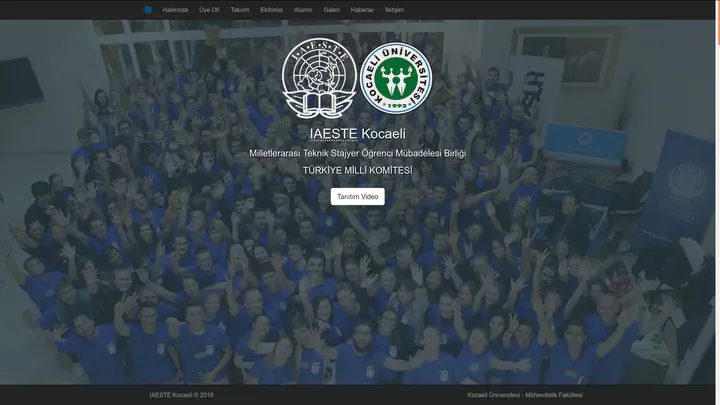 Hakkında Üye Ol! Takvim Ekibimiz Alumni Galeri Haberler İletişim
I.A.E.S.T.E
KOCAELİ ÜNİVERSİTESİ
1992
IAESTE Kocaeli
Milletlerarası Teknik Stajyer Öğrenci Mübadelesi Birliği
TÜRKİYE MİLLİ KOMİTESİ
Tanıtım Video
IAESTE Kocaeli © 2016
Kocaeli Üniversitesi - Mühendislik Fakültesi